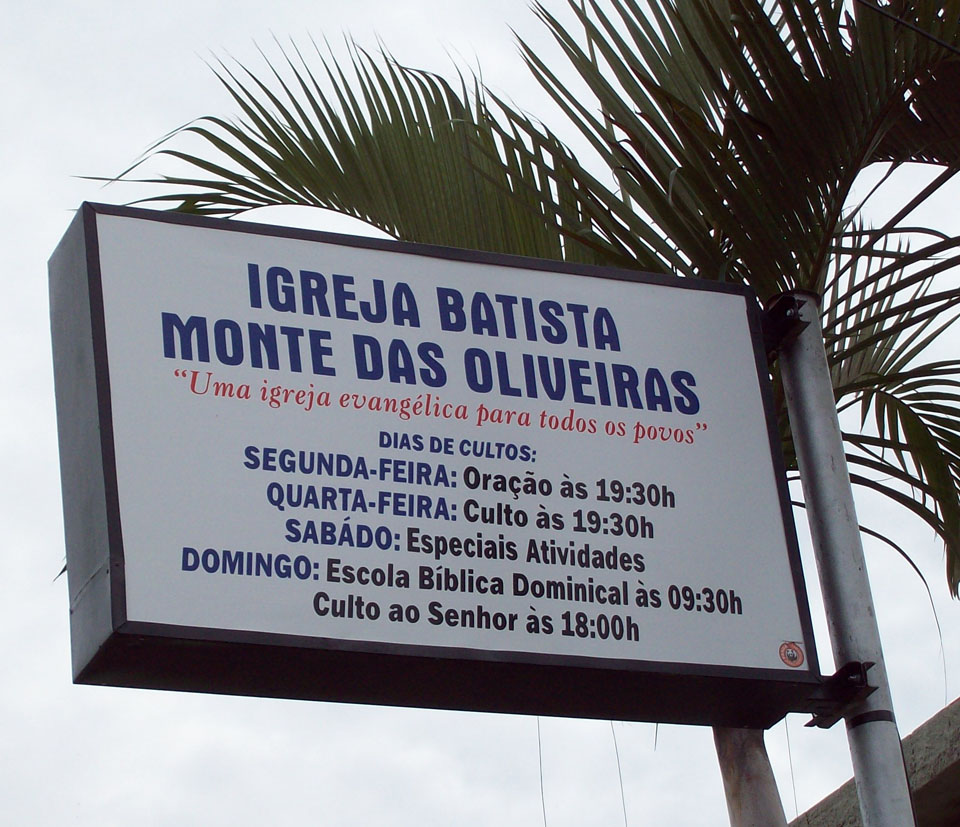 IGREJA BATISTA
MONTE DAS OLIVEIRAS
“Uma igreja evangélica para todos os povos”
DIAS DE CULTOS:
SEGUNDA-FEIRA: Oração às 19:30h
QUARTA-FEIRA: Culto às 19:30h
SABÁDO: Especiais Atividades
DOMINGO: Escola Bíblica Dominical às 09:30h
Culto ao Senhor às 18:00h